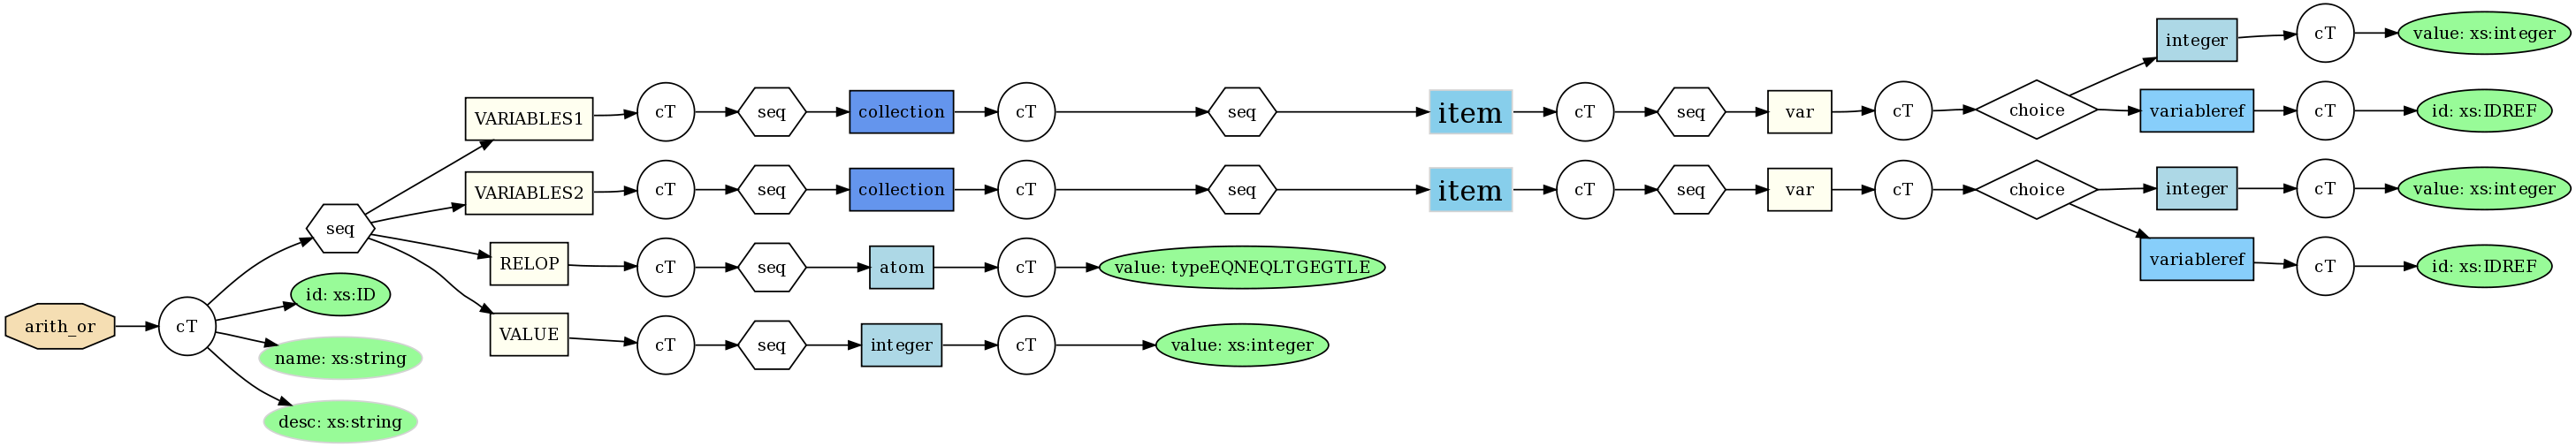 arith_or
cT
seq
id: xs:ID
name: xs:string
desc: xs:string
VARIABLES1
cT
seq
collection
cT
seq
item
cT
seq
var
cT
choice
integer
cT
value: xs:integer
variableref
cT
id: xs:IDREF
VARIABLES2
cT
seq
collection
cT
seq
item
cT
seq
var
cT
choice
integer
cT
value: xs:integer
variableref
cT
id: xs:IDREF
RELOP
cT
seq
atom
cT
value: typeEQNEQLTGEGTLE
VALUE
cT
seq
integer
cT
value: xs:integer